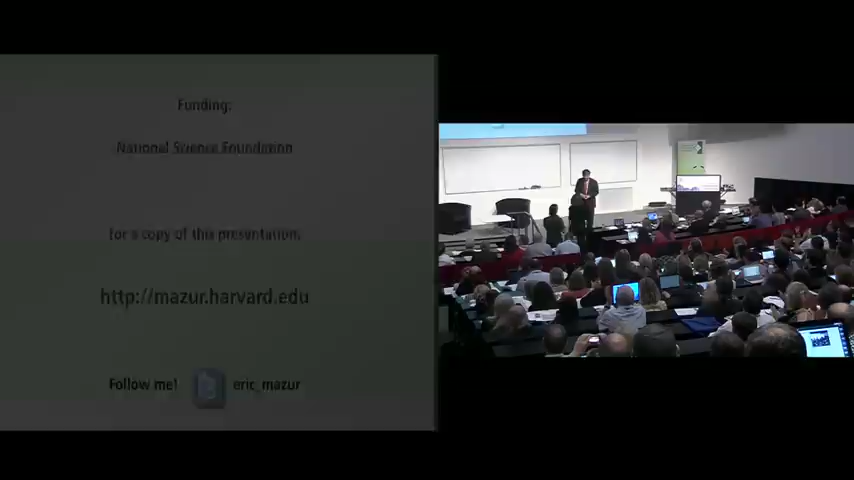 Funding:
National Science Foundation
for a copy of this presentation:
http://mazur.harvard.edu
Follow me!
eric_mazur